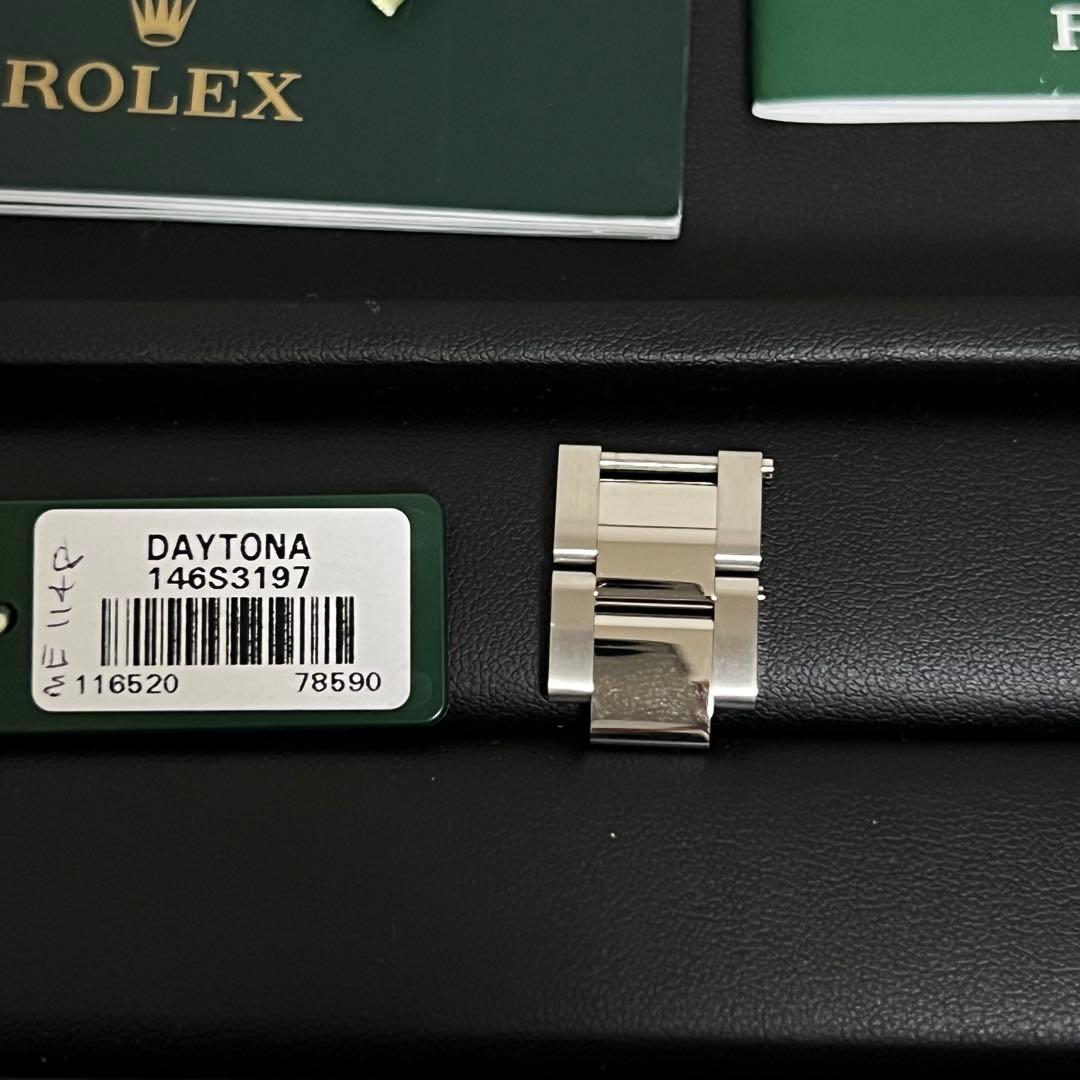 ROLEX
DAYTONA
146S3197
116520 78590